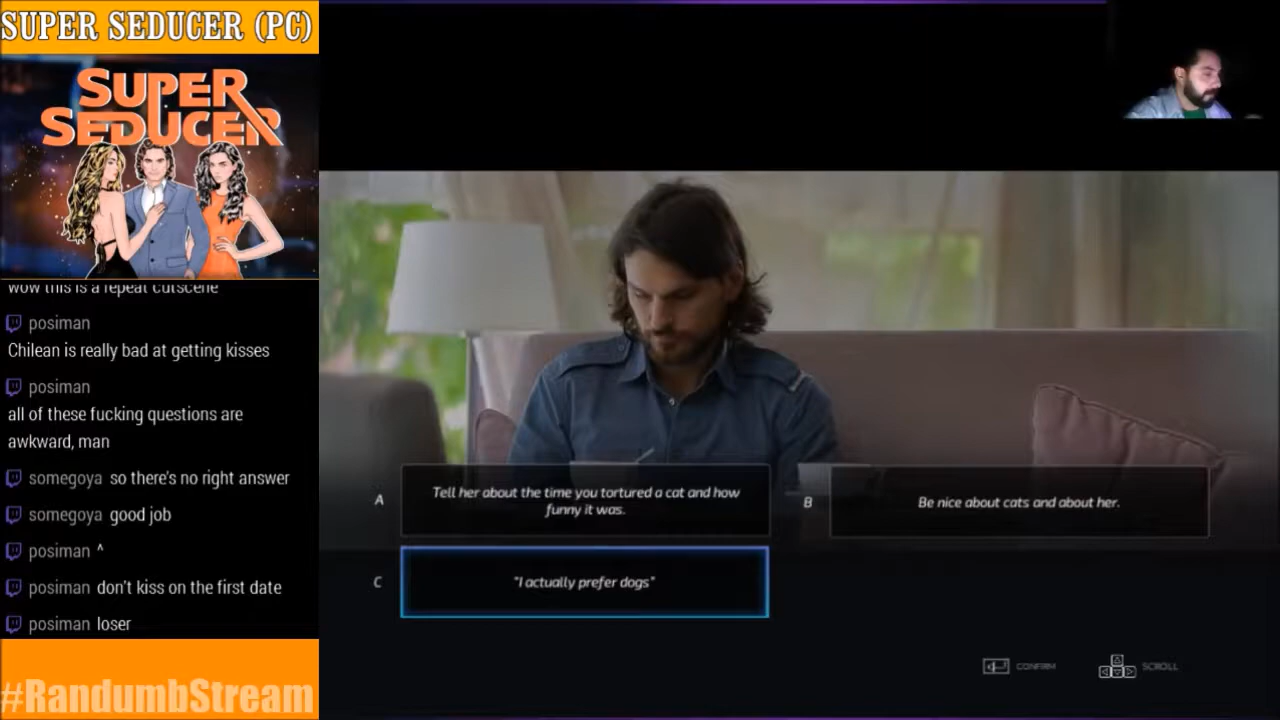 SUPER SEDUCER (PC)
SUPER
SEDUCER
wow this is a repeat cutscene
posiman
Chilean is really bad at getting kisses
posiman
all of these fucking questions are
awkward, man
somegoya so there's no right answer
somegoya good job
posiman ^
posiman don't kiss on the first date
posiman loser
#RandumbStream
A
Tell her about the time you tortured a cat and how
funny it was.
B
Be nice about cats and about her.
C
"I actually prefer dogs"
CONFIRM
SCROLL